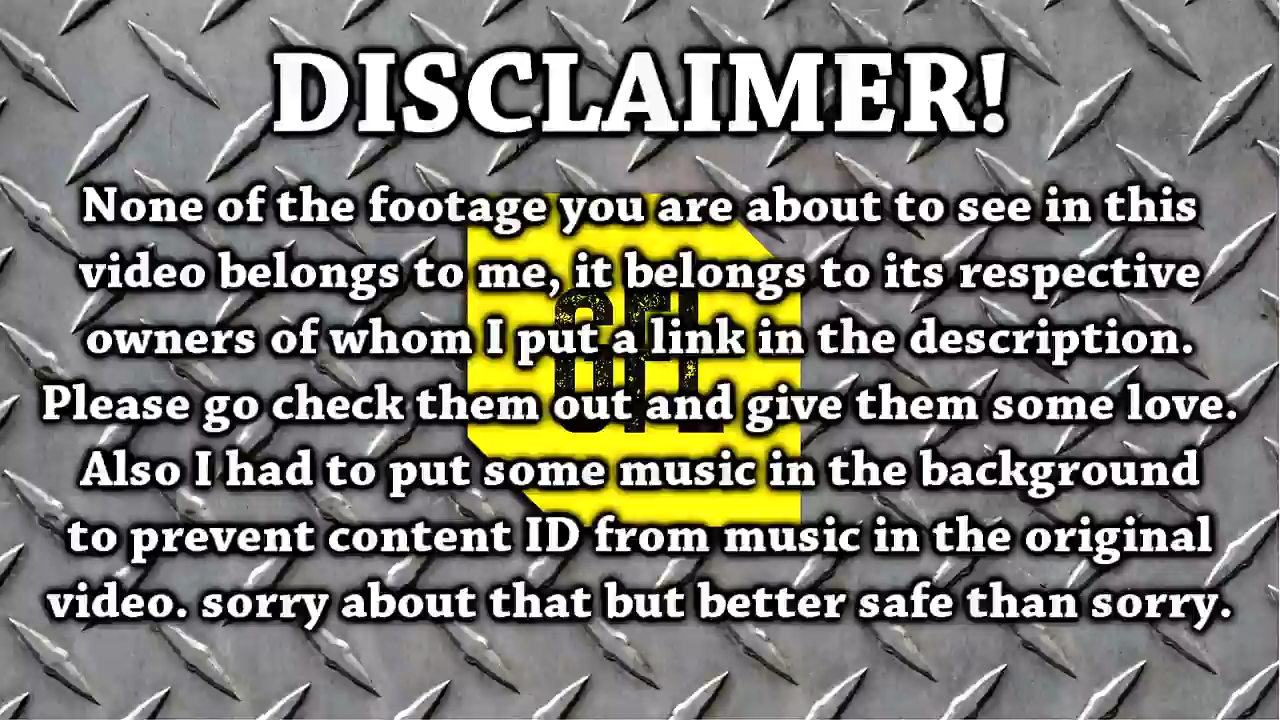 DISCLAIMER!
None of the footage you are about to see in this
video belongs to me, it belongs to its respective
owners of whom I put a link in the description.
Please go check them out and give them some love.
Also I had to put some music in the background
to prevent content ID from music in the original
video. sorry about that but better safe than sorry.